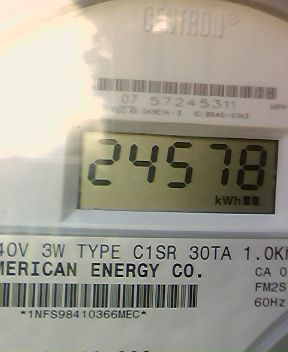 CENTRON®
07 57245311
24578
kWh
40V 3W TYPE C1SR 30TA 1.0K
MERICAN ENERGY CO.
CA 0
FM2S
60Hz
*1NFS98410366MEC*